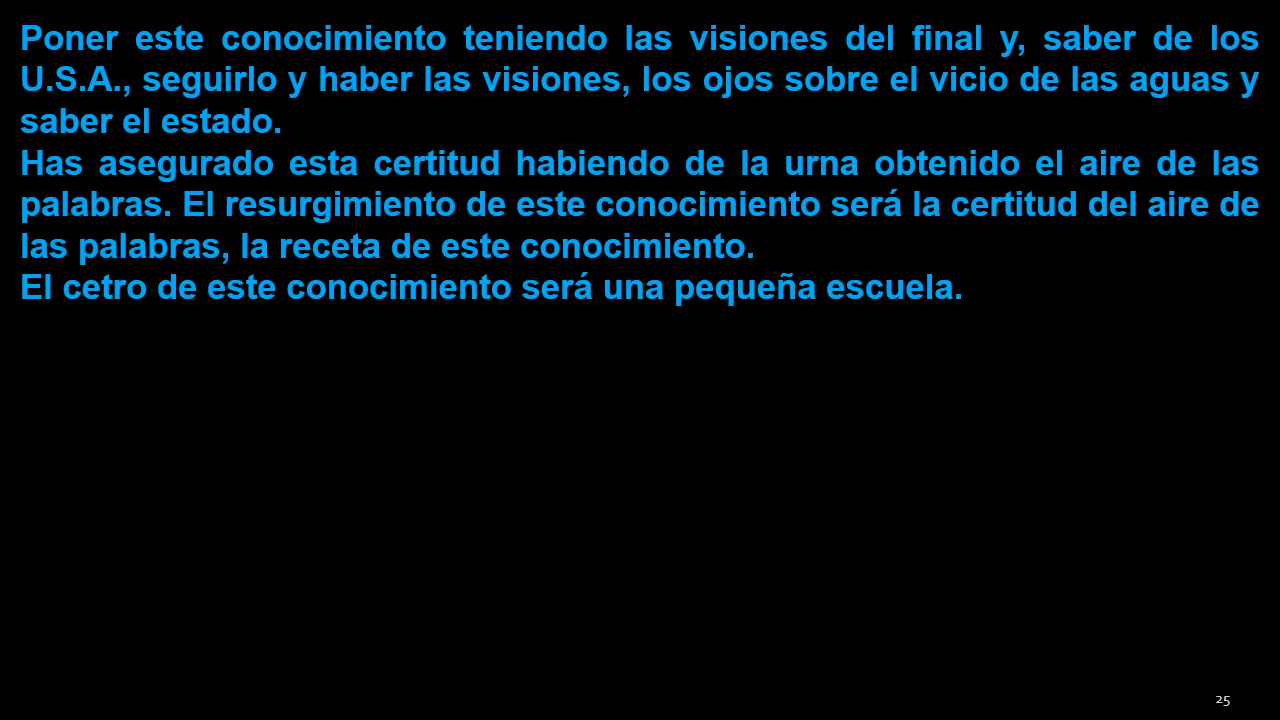 Poner este conocimiento teniendo las visiones del final y, saber de los
U.S.A., seguirlo y haber las visiones, los ojos sobre el vicio de las aguas y
saber el estado.
Has asegurado esta certitud habiendo de la urna obtenido el aire de las
palabras. El resurgimiento de este conocimiento será la certitud del aire de
las palabras, la receta de este conocimiento.
El cetro de este conocimiento será una pequeña escuela.
25